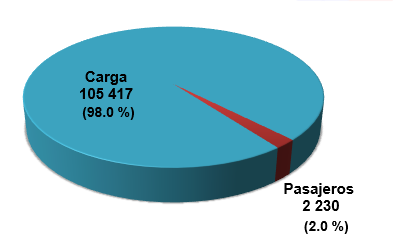 Carga
105 417
(98.0 %)
Pasajeros
2 230
(2.0 %)